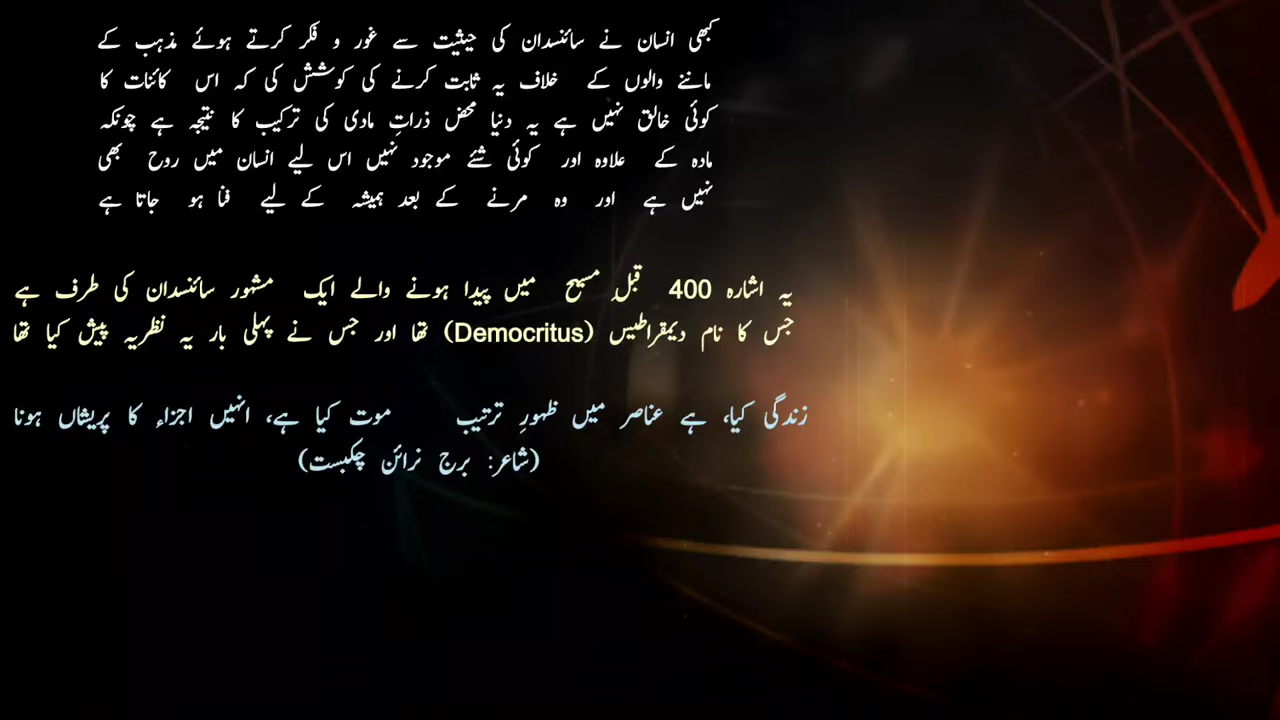 کبھی انسان نے سائنسدان کی حیثیت سے غور و فکر کرتے ہوئے مذہب کے
ماننے والوں کے خلاف یہ ثابت کرنے کی کوشش کی کہ اس کائنات کا
کوئی خالق نہیں ہے یہ دنیا محض ذراتِ مادی کی ترکیب کا نتیجہ ہے چونکہ
مادہ کے علاوہ اور کوئی شئے موجود نہیں اس لیے انسان میں روح بھی
نہیں ہے اور وہ مرنے کے بعد ہمیشہ کے لیے فنا ہو جاتا ہے
یہ اشارہ 400 قبلِ مسیح میں پیدا ہونے والے ایک مشہور سائنسدان کی طرف ہے
جس کا نام دیمقراطیس (Democritus) تھا اور جس نے پہلی بار یہ نظریہ پیش کیا تھا
زندگی کیا، ہے عناصر میں ظہورِ ترتیب موت کیا ہے، انہیں اجزاء کا پریشاں ہونا
(شاعر: برج نرائن چکبست)